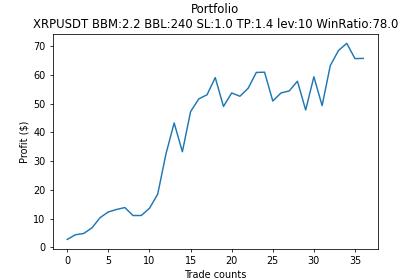 Portfolio
XRPUSDT BBM:2.2 BBL:240 SL:1.0 TP:1.4 lev:10 WinRatio:78.0
Profit ($)
70
60
50
40
30
20
10
0
0 5 10 15 20 25 30 35
Trade counts